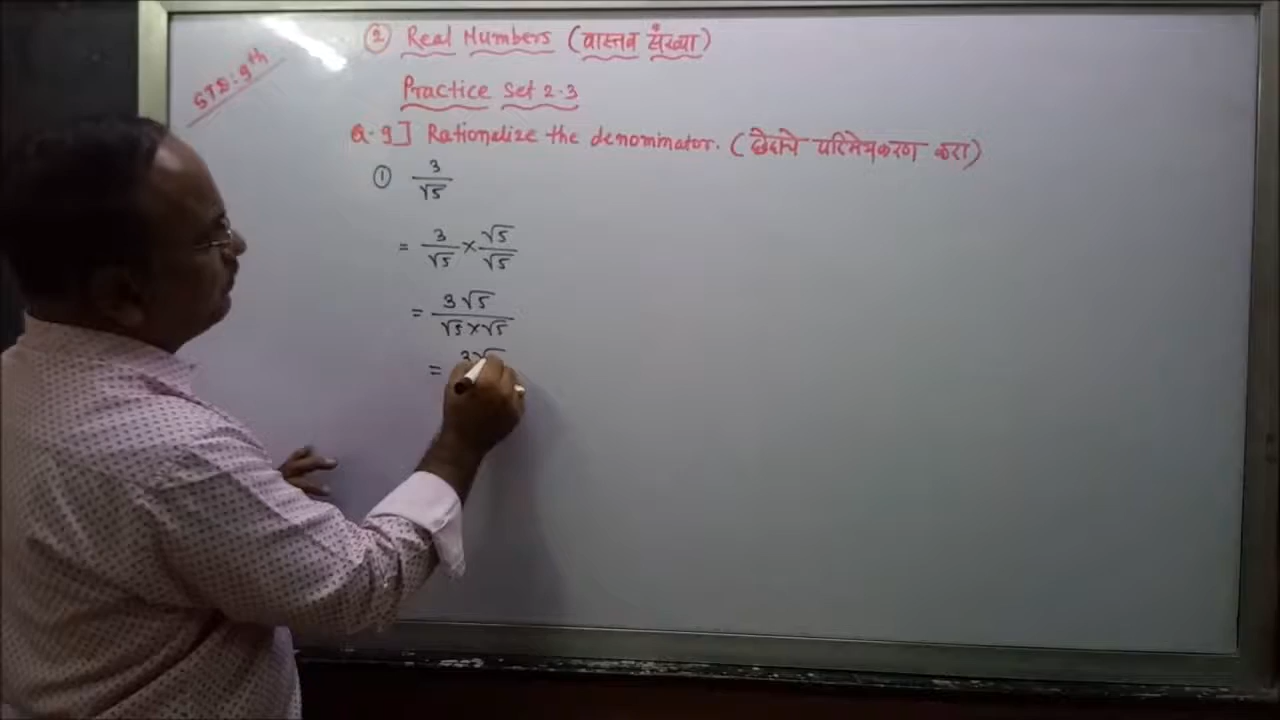 ② Real Numbers (वास्तव संख्या)
STD: 9th
Practice Set 2.3
Q.9] Rationalize the denominator. (छेदाचे परिमेयकरण करा)
① 3/√5
= 3/√5 × √5/√5
= 3√5/√5×√5
= 3√